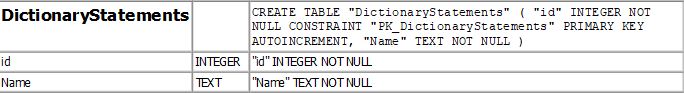 DictionaryStatements
CREATE TABLE "DictionaryStatements" ( "id" INTEGER NOT
NULL CONSTRAINT "PK_DictionaryStatements" PRIMARY KEY
AUTOINCREMENT, "Name" TEXT NOT NULL )
id INTEGER "id" INTEGER NOT NULL
Name TEXT "Name" TEXT NOT NULL